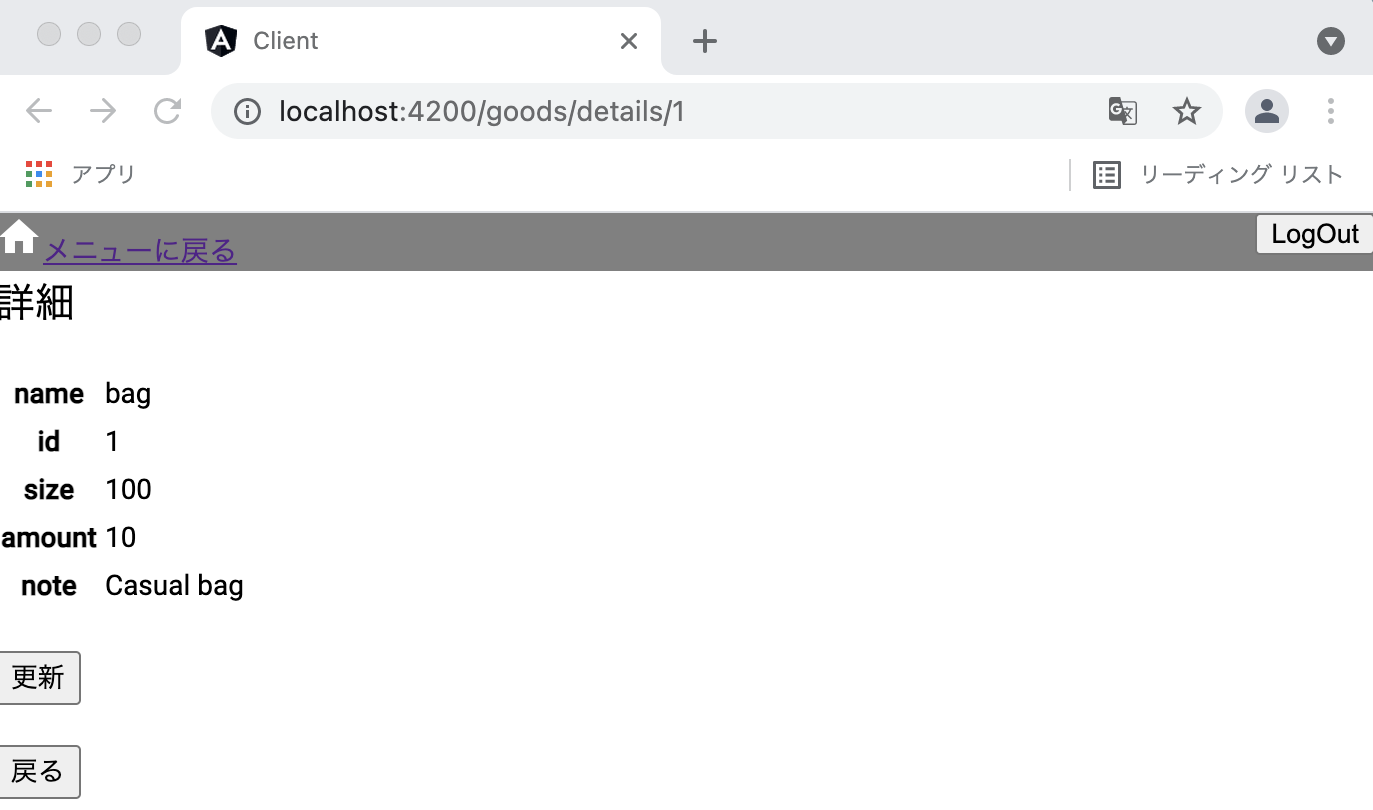 Client
localhost:4200/goods/details/1
アプリ
リーディング リスト
メニューに戻る
LogOut
詳細
name bag
id 1
size 100
amount 10
note Casual bag
更新
戻る